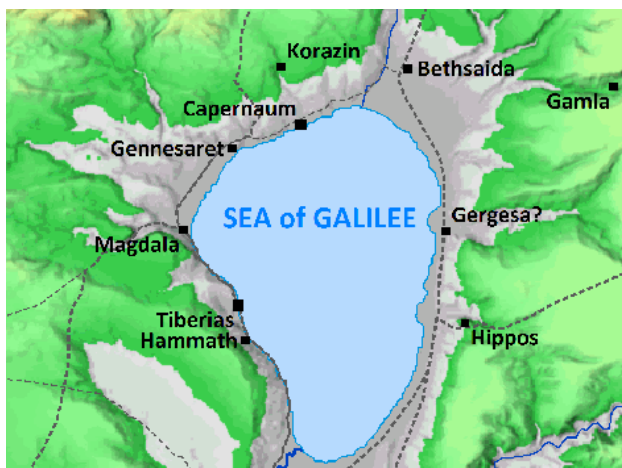 Korazin
Bethsaida
Gamla
Capernaum
Gennesaret
SEA of GALILEE
Gergesa?
Magdala
Tiberias
Hammath
Hippos